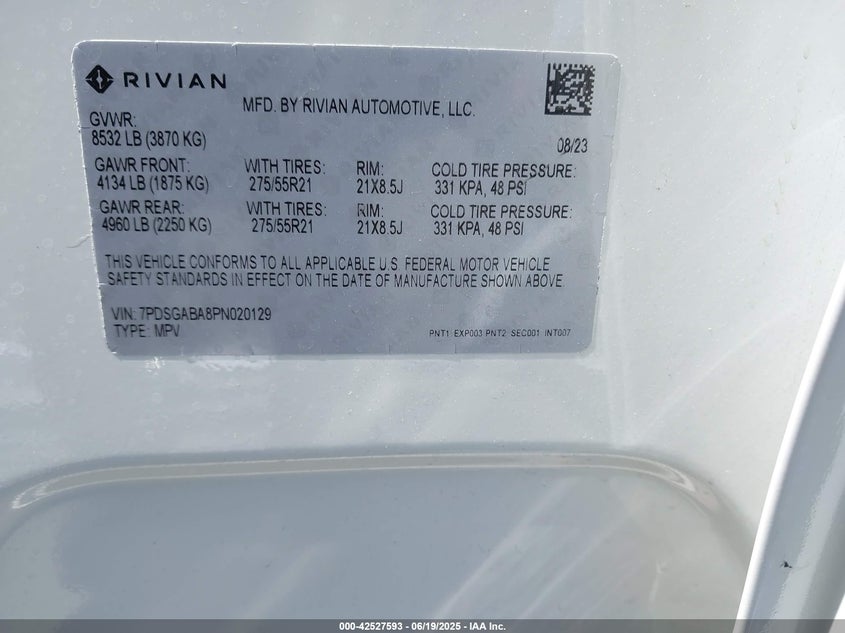 RIVIAN
MFD. BY RIVIAN AUTOMOTIVE, LLC.
GVWR:
8532 LB (3870 KG)
08/23
GAWR FRONT: WITH TIRES: RIM: COLD TIRE PRESSURE:
4134 LB (1875 KG) 275/55R21 21X8.5J 331 KPA, 48 PSI
GAWR REAR: WITH TIRES: RIM: COLD TIRE PRESSURE:
4960 LB (2250 KG) 275/55R21 21X8.5J 331 KPA, 48 PSI
THIS VEHICLE CONFORMS TO ALL APPLICABLE U.S. FEDERAL MOTOR VEHICLE
SAFETY STANDARDS IN EFFECT ON THE DATE OF MANUFACTURE SHOWN ABOVE.
VIN: 7PDSGABA8PN020129
TYPE: MPV
PNT1 EXP003 PNT2 SEC001 INT007
000-42527593 - 06/19/2025 - IAA Inc.